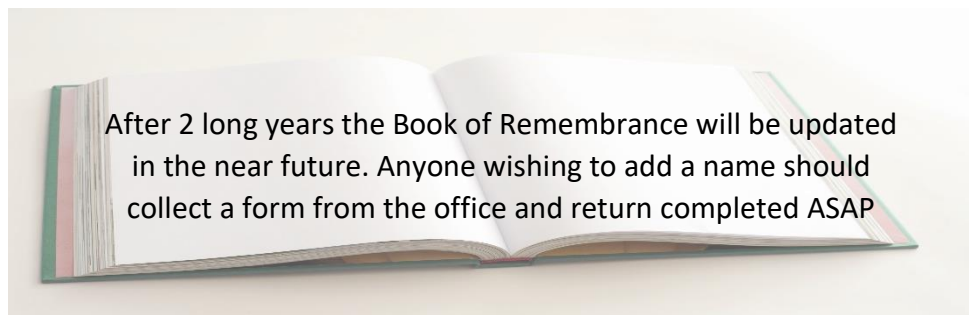 After 2 long years the Book of Remembrance will be updated
in the near future. Anyone wishing to add a name should
collect a form from the office and return completed ASAP